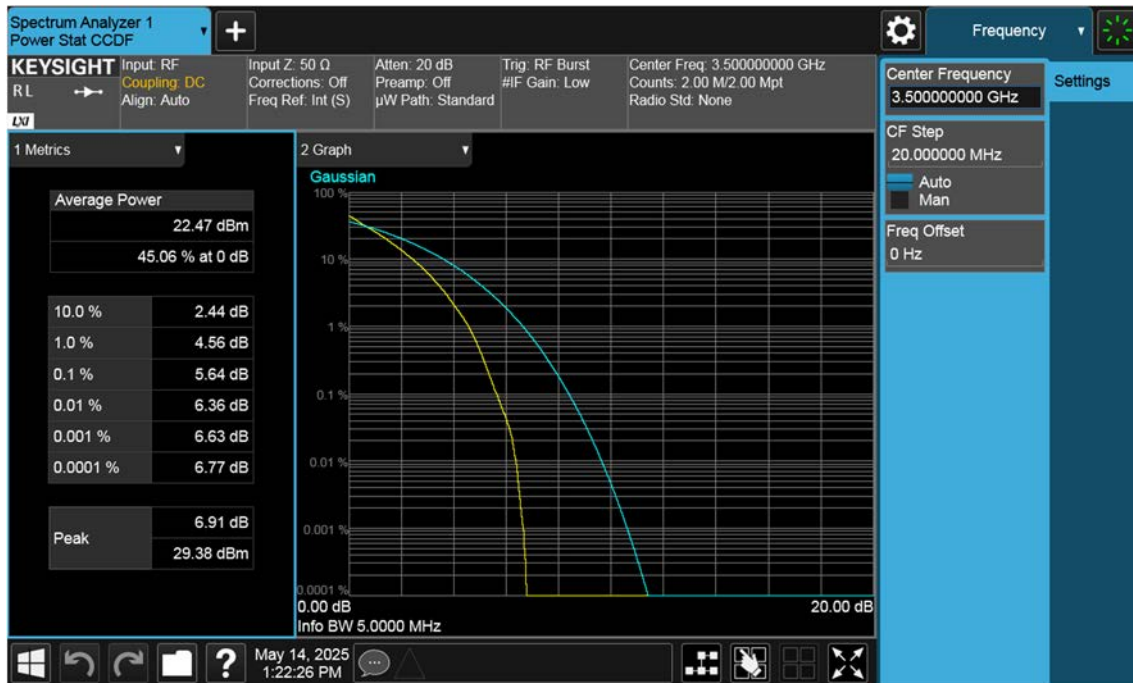 Spectrum Analyzer 1
Power Stat CCDF
+
Frequency
KEYSIGHT
RL
LXI
Input: RF
Coupling: DC
Align: Auto
Input Z: 50 Ω
Corrections: Off
Freq Ref: Int (S)
Atten: 20 dB
Preamp: Off
µW Path: Standard
Trig: RF Burst
#IF Gain: Low
Center Freq: 3.500000000 GHz
Counts: 2.00 M/2.00 Mpt
Radio Std: None
Center Frequency
3.500000000 GHz
Settings
CF Step
20.000000 MHz
Auto
Man
Freq Offset
0 Hz
1 Metrics
Average Power
22.47 dBm
45.06 % at 0 dB
10.0 % 2.44 dB
1.0 % 4.56 dB
0.1 % 5.64 dB
0.01 % 6.36 dB
0.001 % 6.63 dB
0.0001 % 6.77 dB
Peak
6.91 dB
29.38 dBm
2 Graph
Gaussian
100 %
10 %
1 %
0.1 %
0.01 %
0.001 %
0.0001 %
0.00 dB 20.00 dB
Info BW 5.0000 MHz
?
May 14, 2025
1:22:26 PM